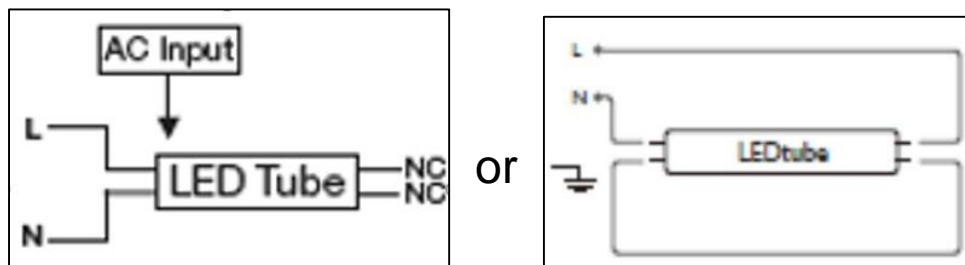 AC Input
L
LED Tube
NC
NC
N
or
L
N
LEDtube